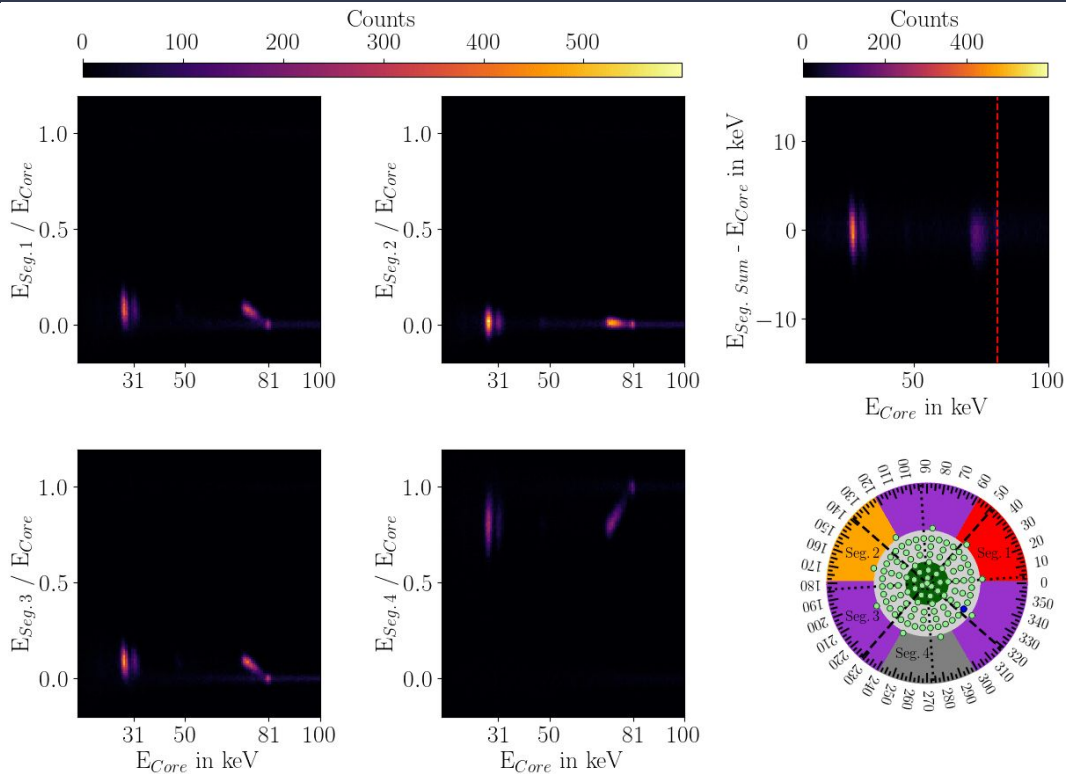 Counts
0 100 200 300 400 500
Counts
0 200 400
E_Seg. 1 / E_Core
1.0
0.5
0.0
31 50 81 100
E_Seg. 2 / E_Core
1.0
0.5
0.0
31 50 81 100
E_Seg. Sum - E_Core in keV
10
0
−10
50 100
E_Core in keV
E_Seg. 3 / E_Core
1.0
0.5
0.0
31 50 81 100
E_Core in keV
E_Seg. 4 / E_Core
1.0
0.5
0.0
31 50 81 100
E_Core in keV
Seg. 1
Seg. 2
Seg. 3
Seg. 4
0 10 20 30 40 50 60 70 80 90 100 110 120 130 140 150 160 170 180 190 200 210 220 230 240 250 260 270 280 290 300 310 320 330 340 350